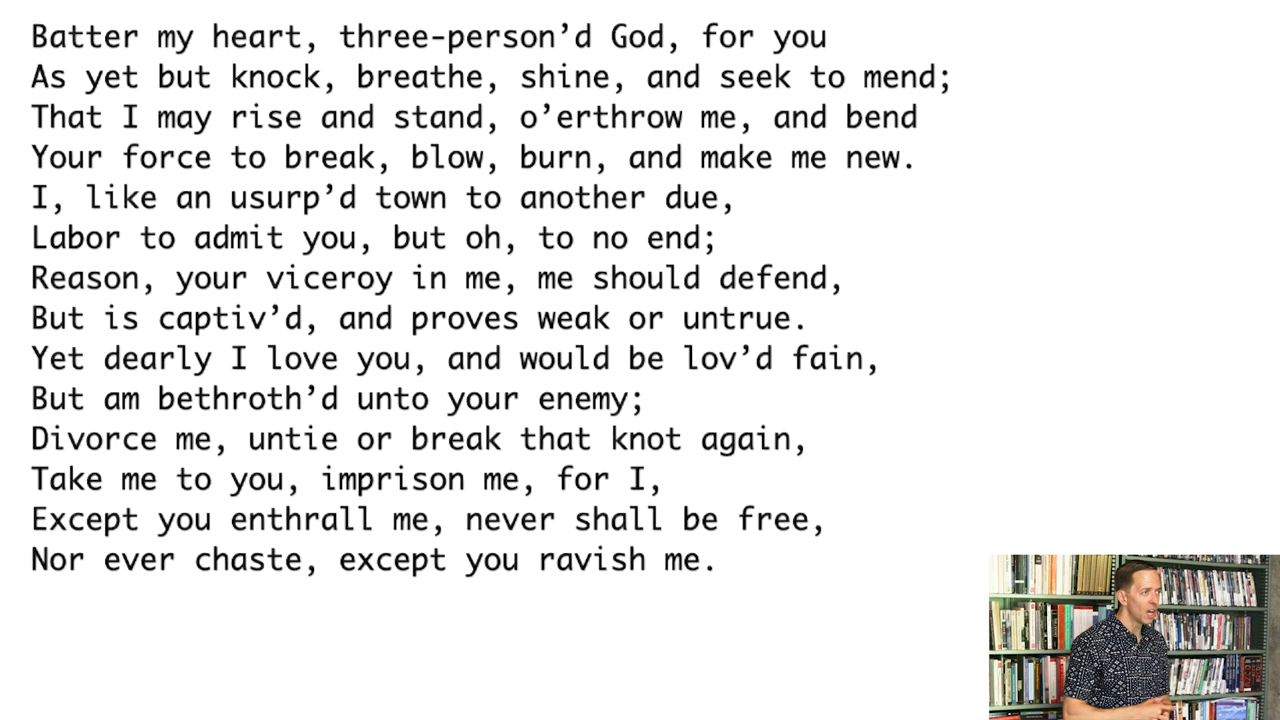 Batter my heart, three-person’d God, for you
As yet but knock, breathe, shine, and seek to mend;
That I may rise and stand, o’erthrow me, and bend
Your force to break, blow, burn, and make me new.
I, like an usurp’d town to another due,
Labor to admit you, but oh, to no end;
Reason, your viceroy in me, me should defend,
But is captiv’d, and proves weak or untrue.
Yet dearly I love you, and would be lov’d fain,
But am bethroth’d unto your enemy;
Divorce me, untie or break that knot again,
Take me to you, imprison me, for I,
Except you enthrall me, never shall be free,
Nor ever chaste, except you ravish me.